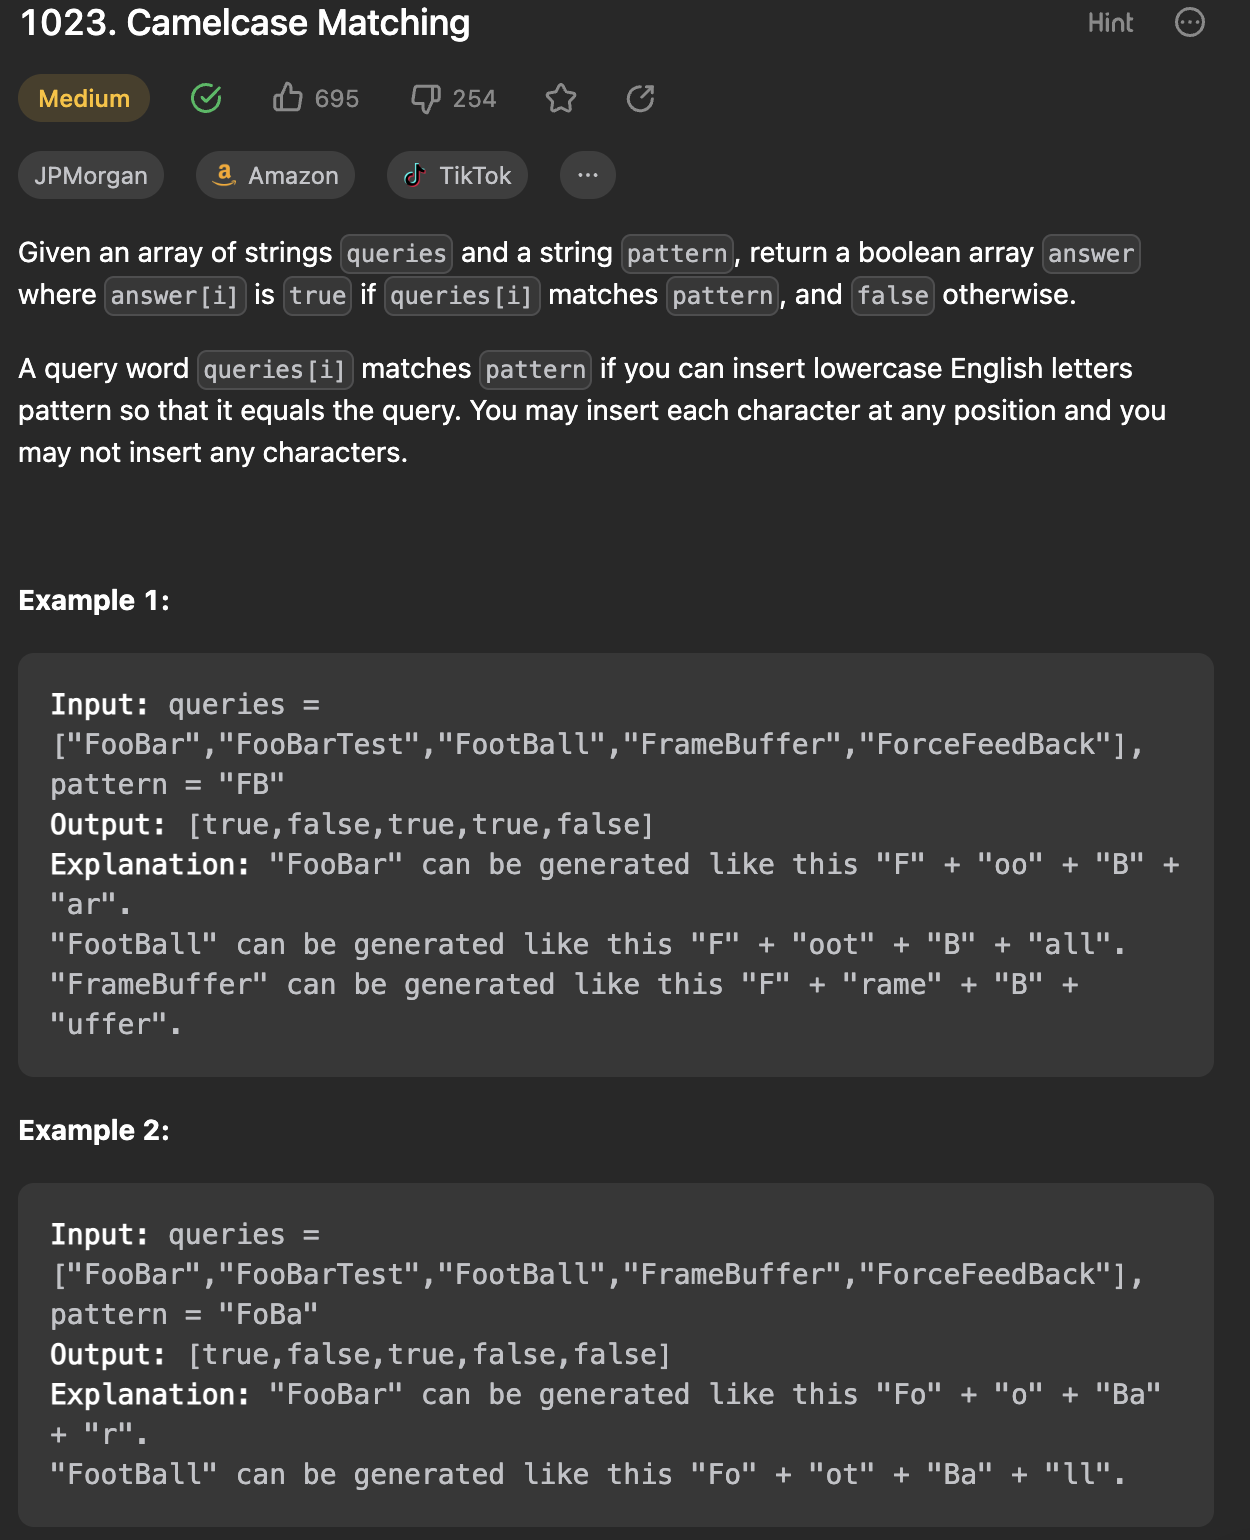 1023. Camelcase Matching
Hint
Medium
695
254
JPMorgan
Amazon
TikTok
Given an array of strings queries and a string pattern, return a boolean array answer
where answer[i] is true if queries[i] matches pattern, and false otherwise.
A query word queries[i] matches pattern if you can insert lowercase English letters
pattern so that it equals the query. You may insert each character at any position and you
may not insert any characters.
Example 1:
Input: queries =
["FooBar","FooBarTest","FootBall","FrameBuffer","ForceFeedBack"],
pattern = "FB"
Output: [true,false,true,true,false]
Explanation: "FooBar" can be generated like this "F" + "oo" + "B" +
"ar".
"FootBall" can be generated like this "F" + "oot" + "B" + "all".
"FrameBuffer" can be generated like this "F" + "rame" + "B" +
"uffer".
Example 2:
Input: queries =
["FooBar","FooBarTest","FootBall","FrameBuffer","ForceFeedBack"],
pattern = "FoBa"
Output: [true,false,true,false,false]
Explanation: "FooBar" can be generated like this "Fo" + "o" + "Ba"
+ "r".
"FootBall" can be generated like this "Fo" + "ot" + "Ba" + "ll".